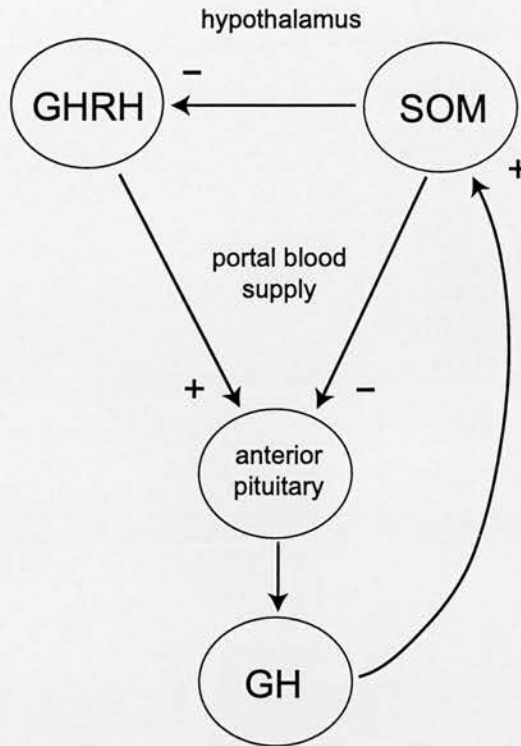 hypothalamus
−
GHRH
SOM
+
portal blood
supply
+
−
anterior
pituitary
GH